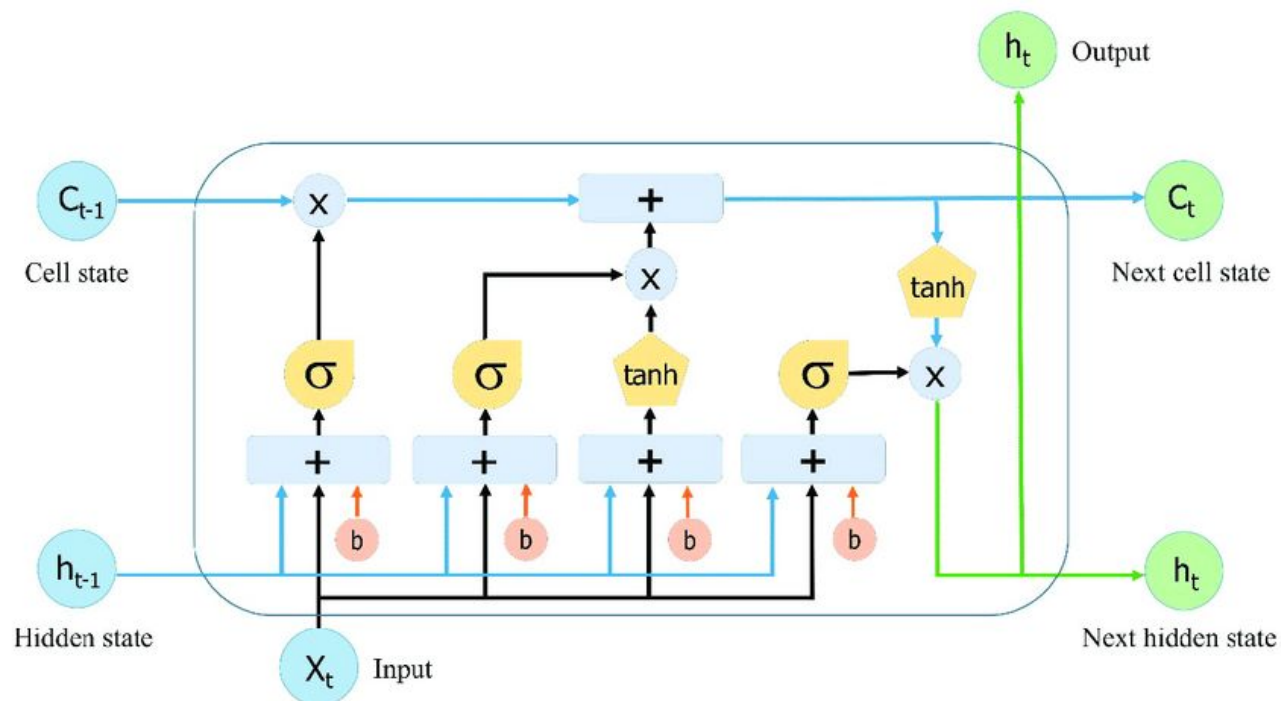 hₜ Output
Cₜ₋₁ x + Cₜ
Cell state x tanh Next cell state
σ σ tanh σ x
+ + + +
b b b b
hₜ₋₁ hₜ
Hidden state Next hidden state
Xₜ Input